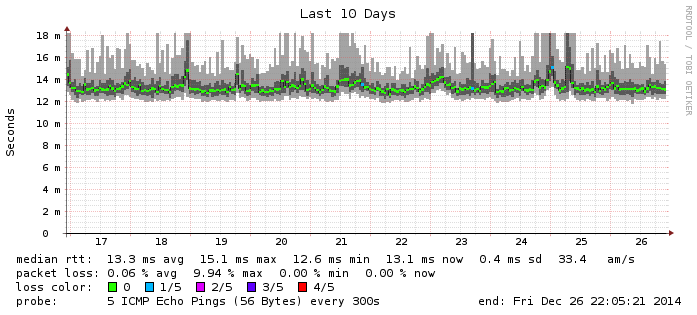 Last 10 Days
RRDTOOL / TOBI OETIKER
Seconds
18 m
16 m
14 m
12 m
10 m
8 m
6 m
4 m
2 m
0
17 18 19 20 21 22 23 24 25 26
median rtt: 13.3 ms avg 15.1 ms max 12.6 ms min 13.1 ms now 0.4 ms sd 33.4 am/s
packet loss: 0.06 % avg 9.94 % max 0.00 % min 0.00 % now
loss color: 0 1/5 2/5 3/5 4/5
probe: 5 ICMP Echo Pings (56 Bytes) every 300s end: Fri Dec 26 22:05:21 2014